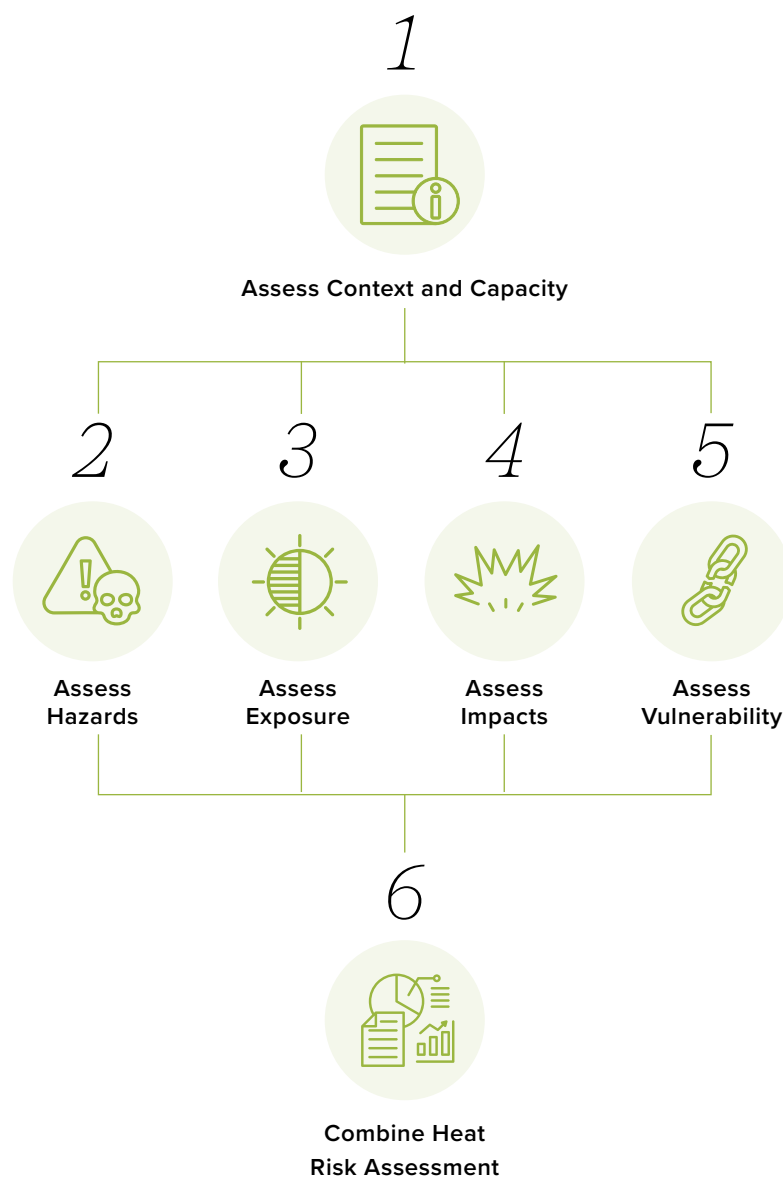 1
Assess Context and Capacity
2
3
4
5
Assess
Hazards
Assess
Exposure
Assess
Impacts
Assess
Vulnerability
6
Combine Heat
Risk Assessment